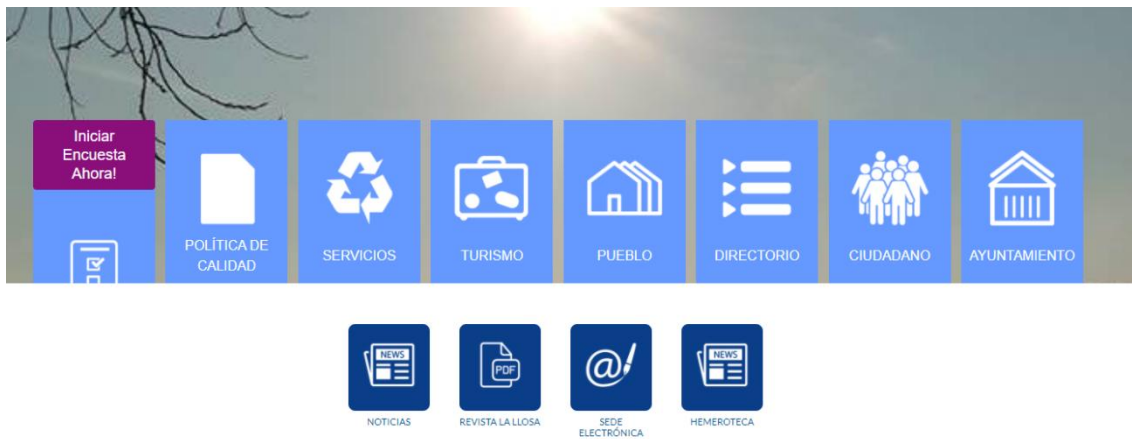 Iniciar
Encuesta
Ahora!
POLÍTICA DE
CALIDAD
SERVICIOS
TURISMO
PUEBLO
DIRECTORIO
CIUDADANO
AYUNTAMIENTO
NEWS
NOTICIAS
PDF
REVISTA LA LLOSA
@
SEDE
ELECTRÓNICA
NEWS
HEMEROTECA